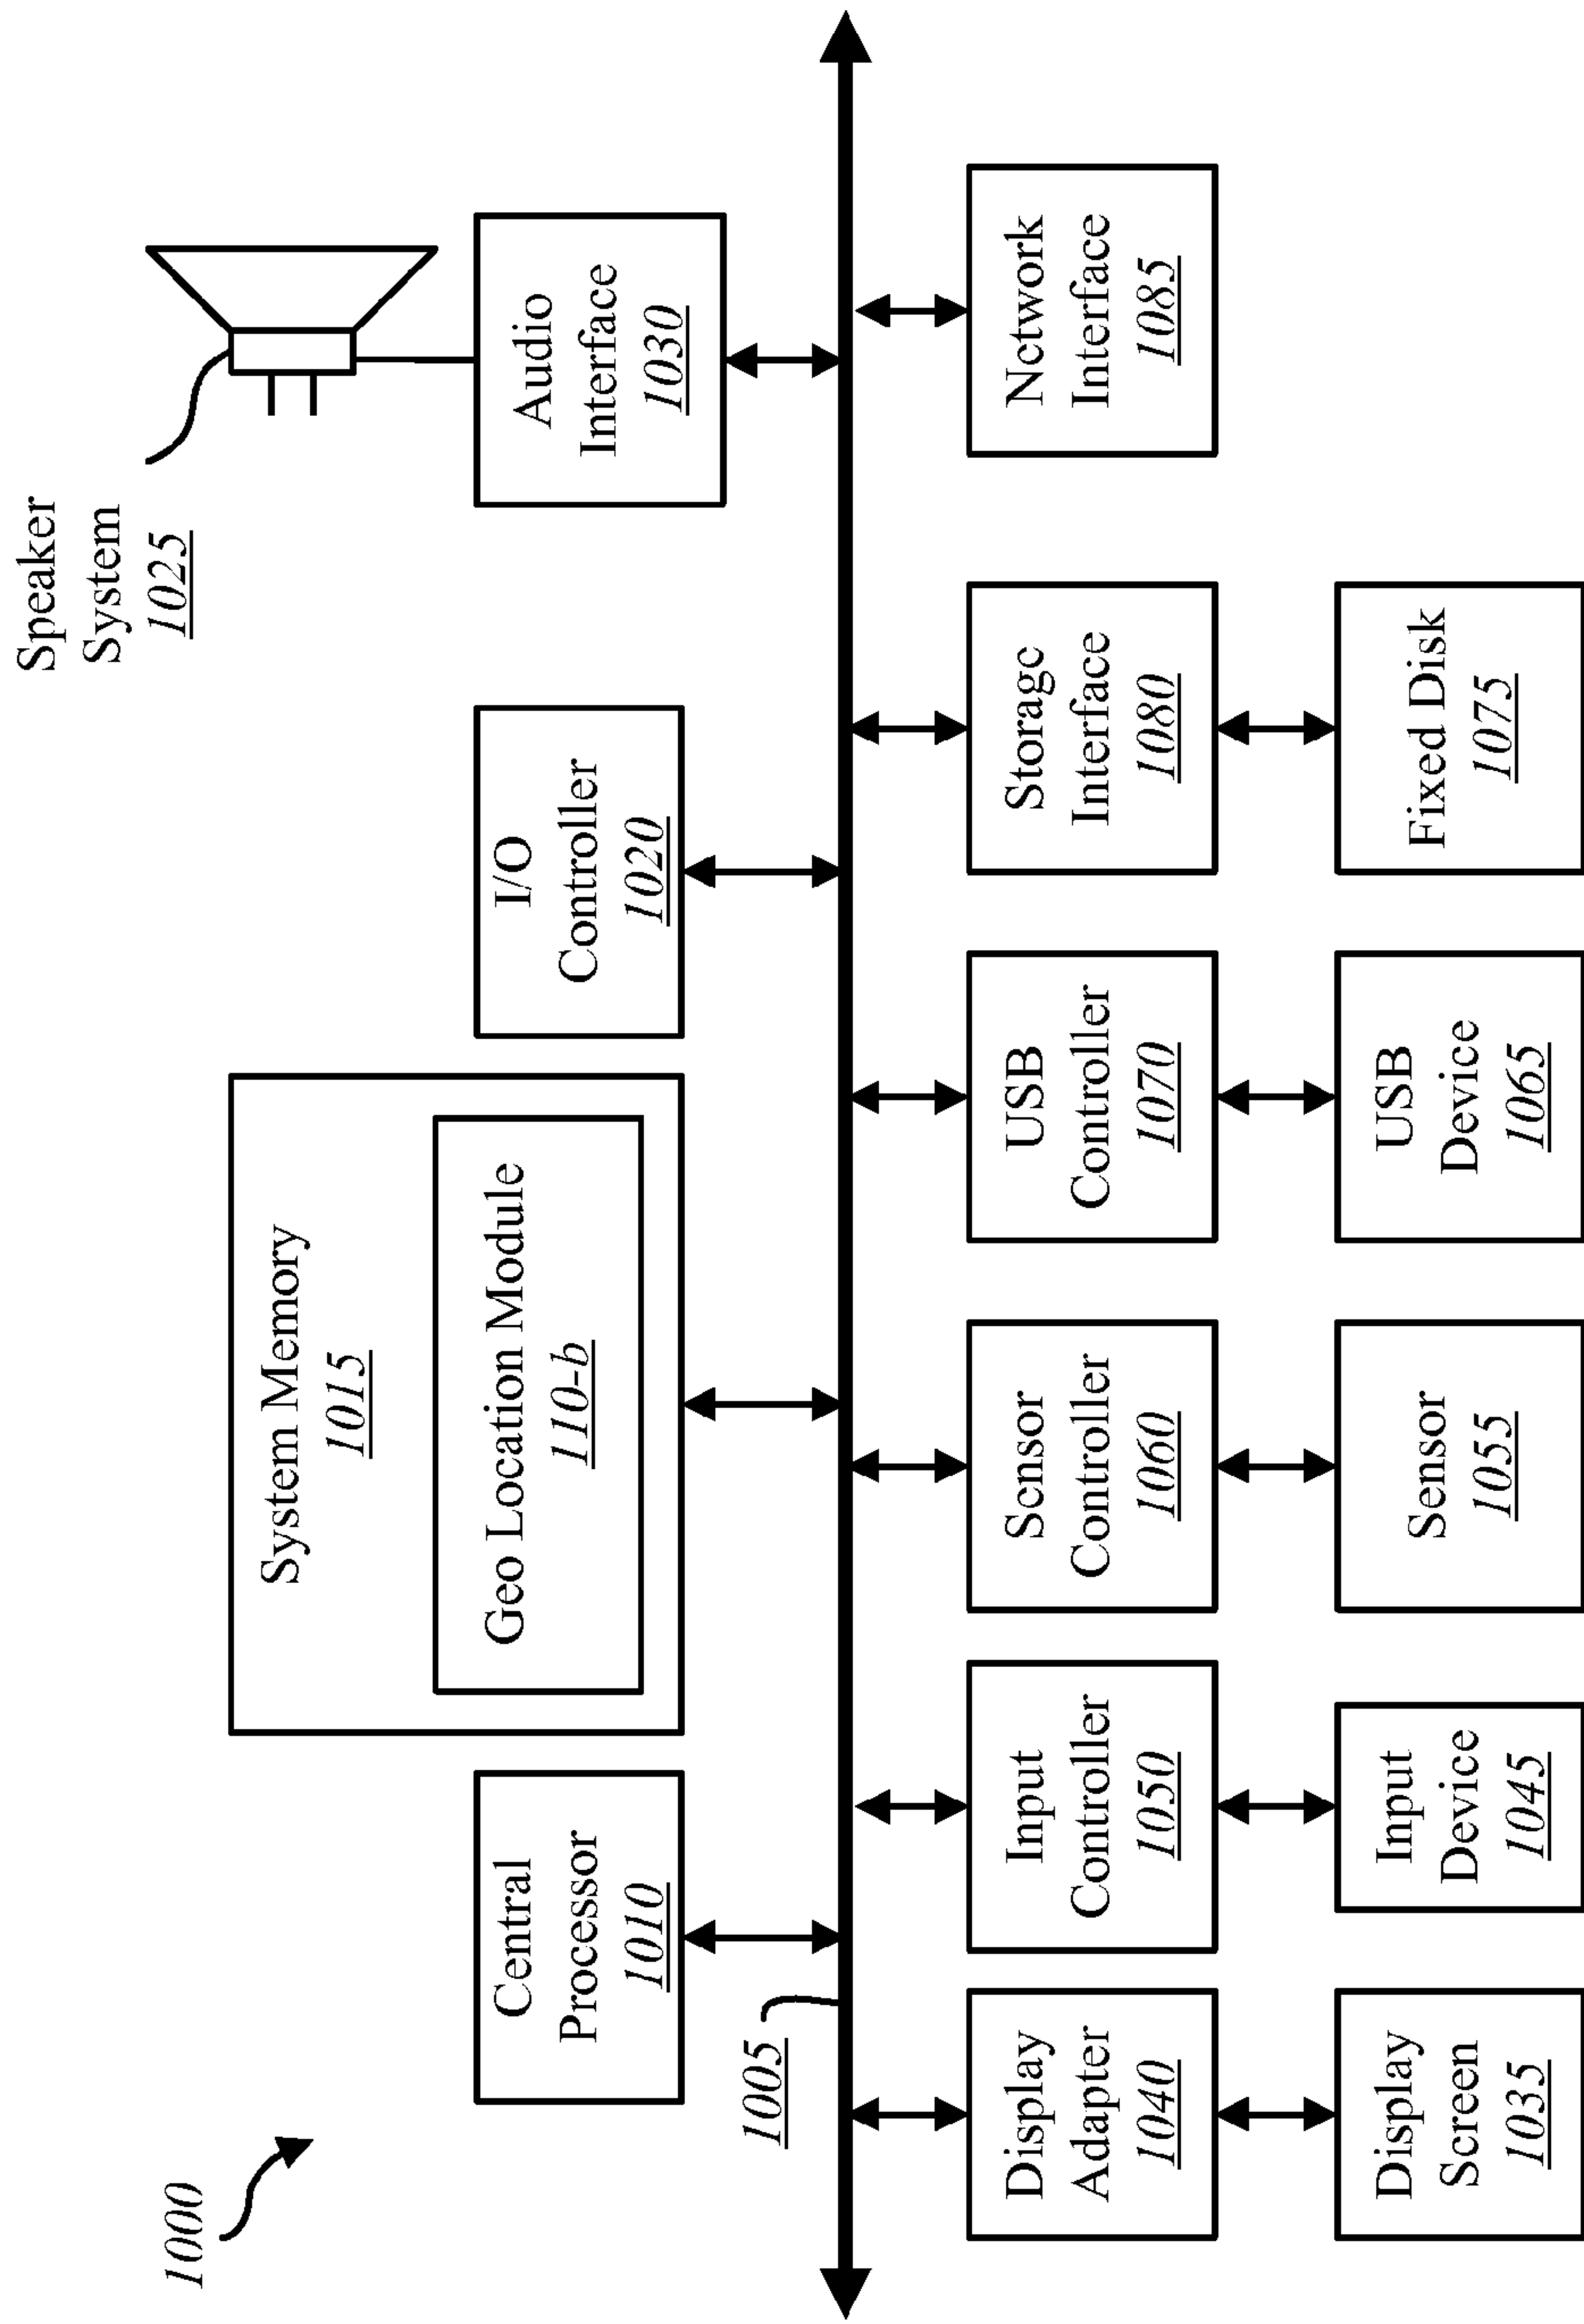 1000
Speaker
System
1025
Central
Processor
1010
System Memory
1015
Geo Location Module
110-b
I/O
Controller
1020
Audio
Interface
1030
1005
Display
Adapter
1040
Input
Controller
1050
Sensor
Controller
1060
USB
Controller
1070
Storage
Interface
1080
Network
Interface
1085
Display
Screen
1035
Input
Device
1045
Sensor
1055
USB
Device
1065
Fixed Disk
1075